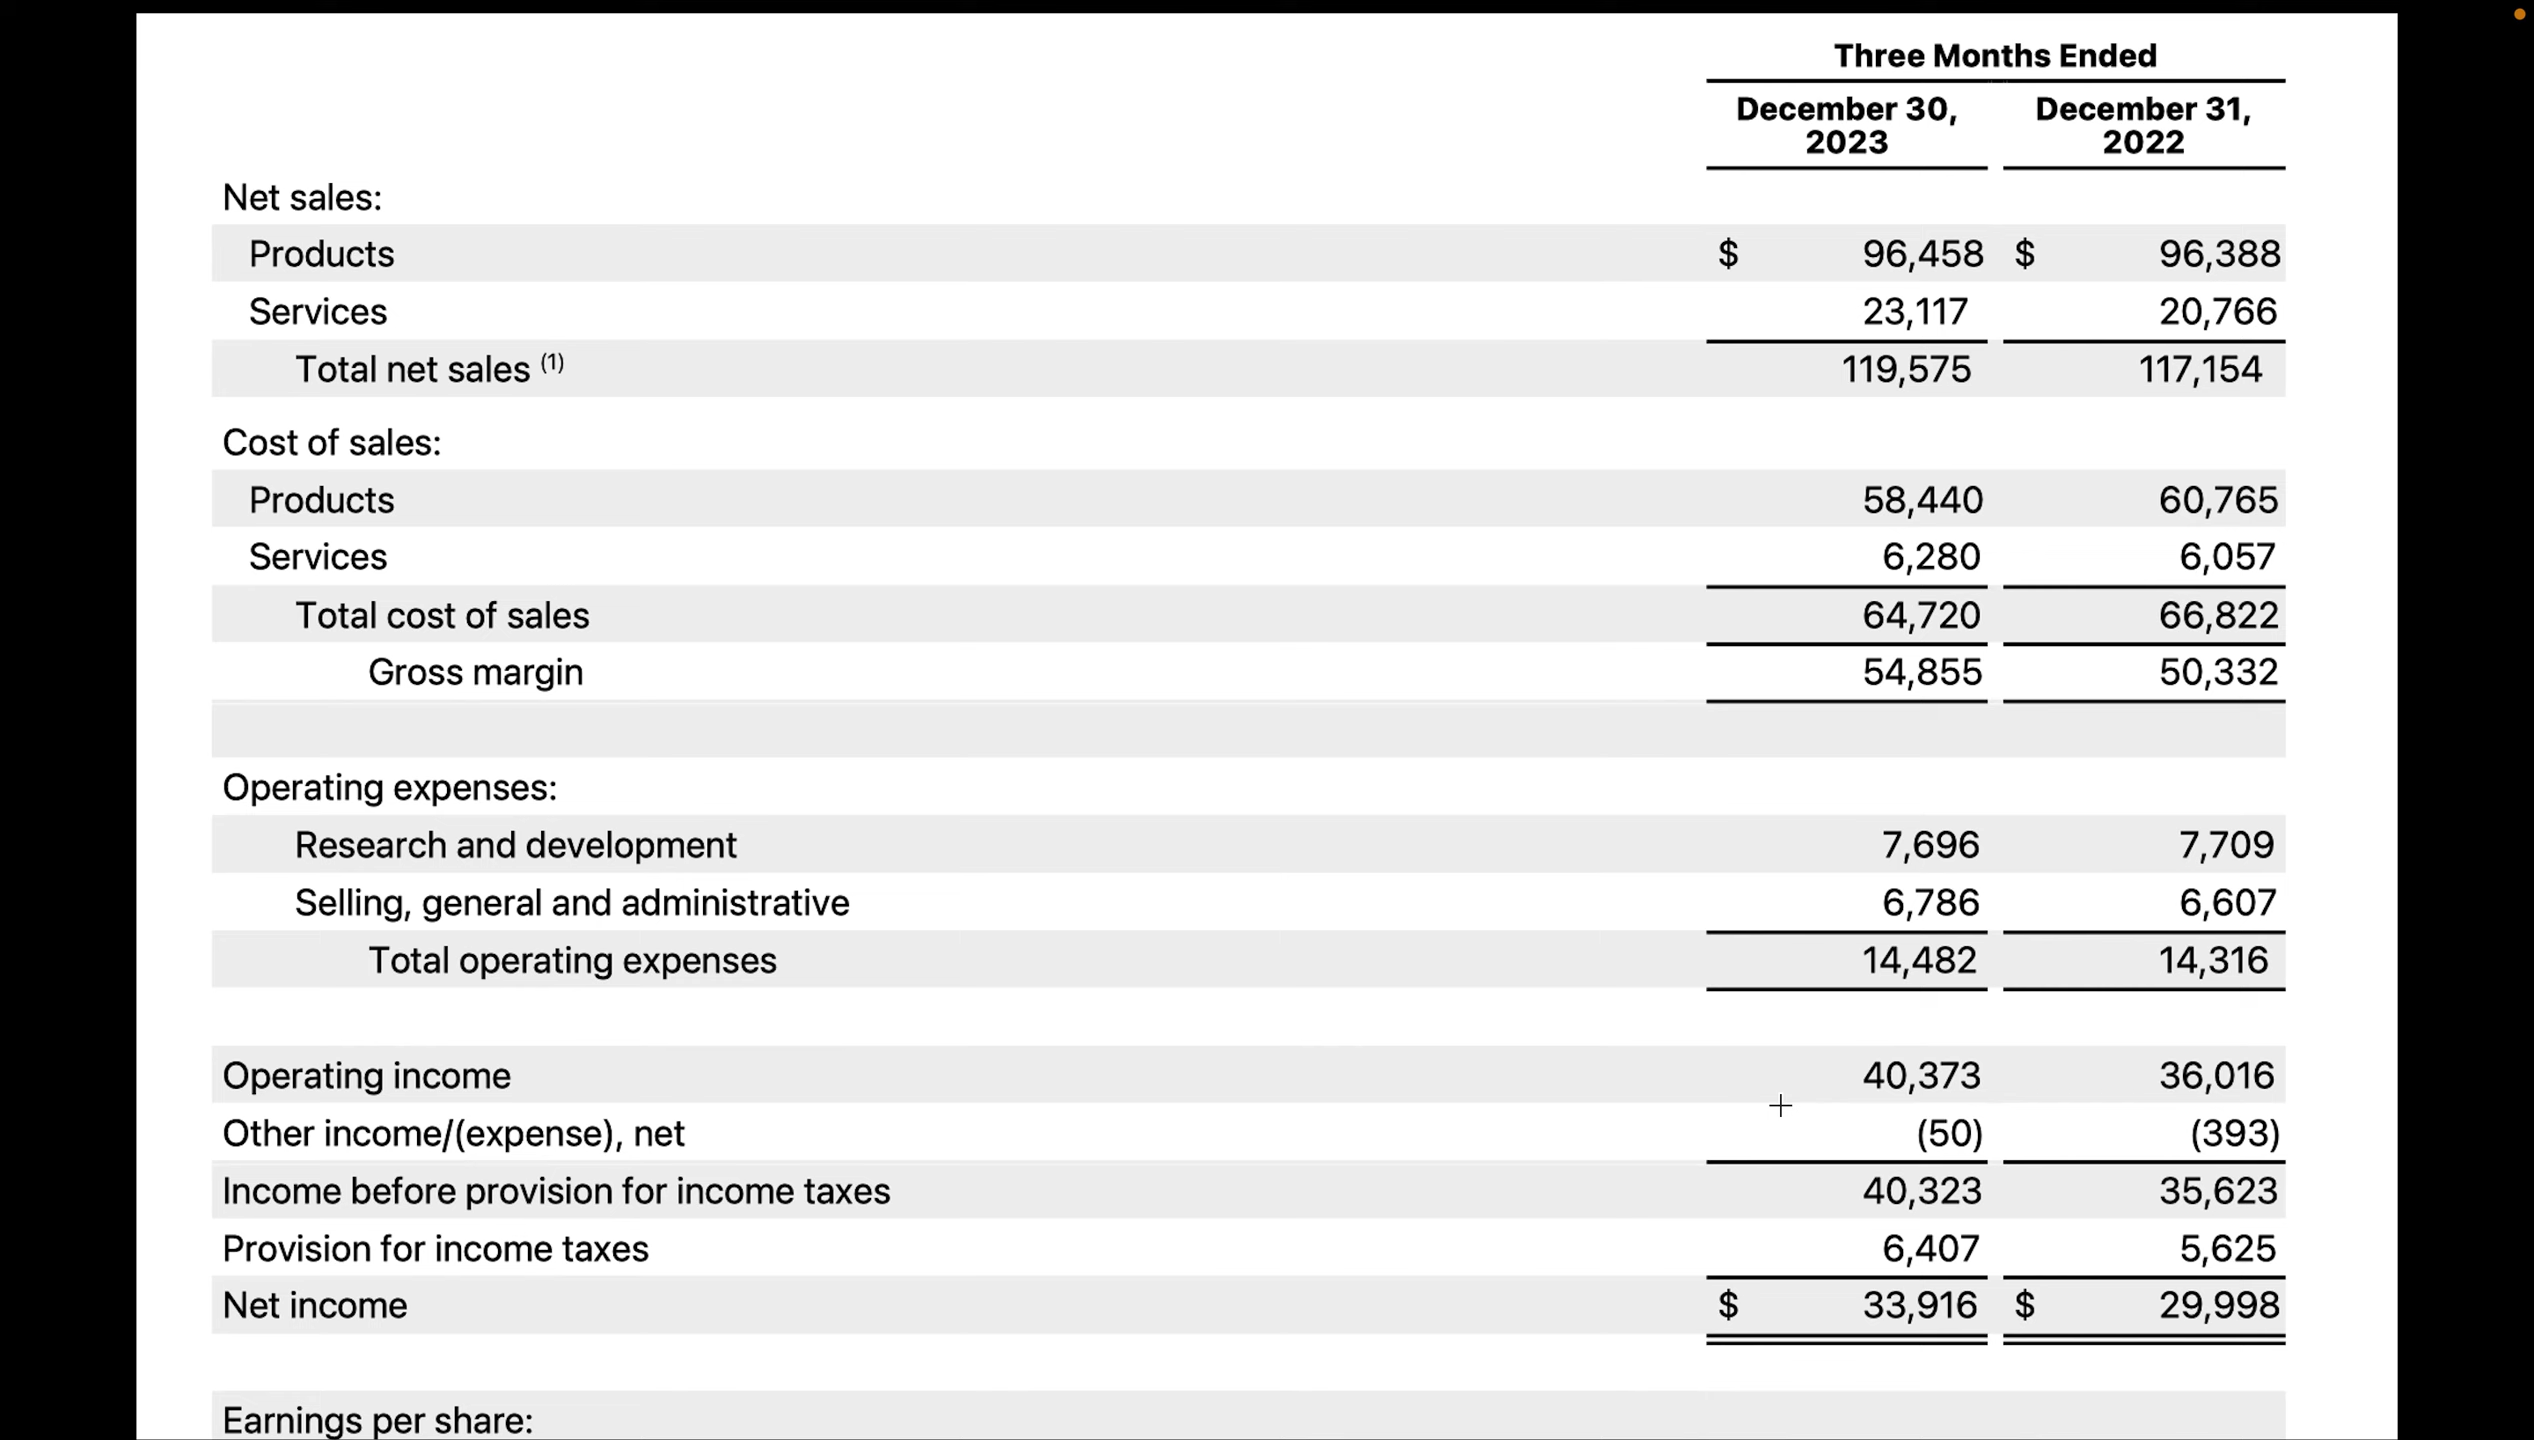 Three Months Ended
December 30, 2023 December 31, 2022
Net sales:
Products $ 96,458 $ 96,388
Services 23,117 20,766
Total net sales (1) 119,575 117,154
Cost of sales:
Products 58,440 60,765
Services 6,280 6,057
Total cost of sales 64,720 66,822
Gross margin 54,855 50,332
Operating expenses:
Research and development 7,696 7,709
Selling, general and administrative 6,786 6,607
Total operating expenses 14,482 14,316
Operating income 40,373 36,016
Other income/(expense), net (50) (393)
Income before provision for income taxes 40,323 35,623
Provision for income taxes 6,407 5,625
Net income $ 33,916 $ 29,998
Earnings per share: